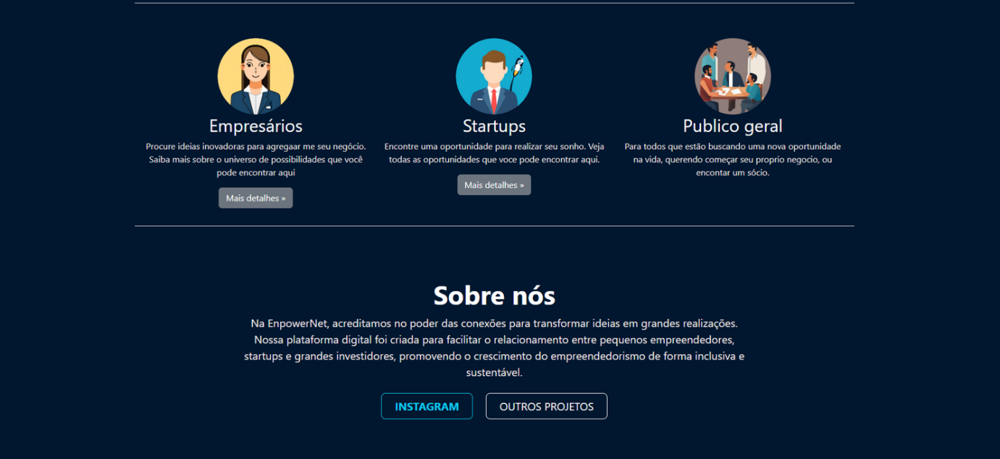 Empresários
Procure ideias inovadoras para agregaar me seu negócio.
Saiba mais sobre o universo de possibilidades que você
pode encontrar aqui
Mais detalhes »
Startups
Encontre uma oportunidade para realizar seu sonho. Veja
todas as oportunidades que voce pode encontrar aqui.
Mais detalhes »
Publico geral
Para todos que estão buscando uma nova oportunidade
na vida, querendo começar seu proprio negocio, ou
encontar um sócio.
Sobre nós
Na EnpowerNet, acreditamos no poder das conexões para transformar ideias em grandes realizações.
Nossa plataforma digital foi criada para facilitar o relacionamento entre pequenos empreendedores,
startups e grandes investidores, promovendo o crescimento do empreendedorismo de forma inclusiva e
sustentável.
INSTAGRAM
OUTROS PROJETOS